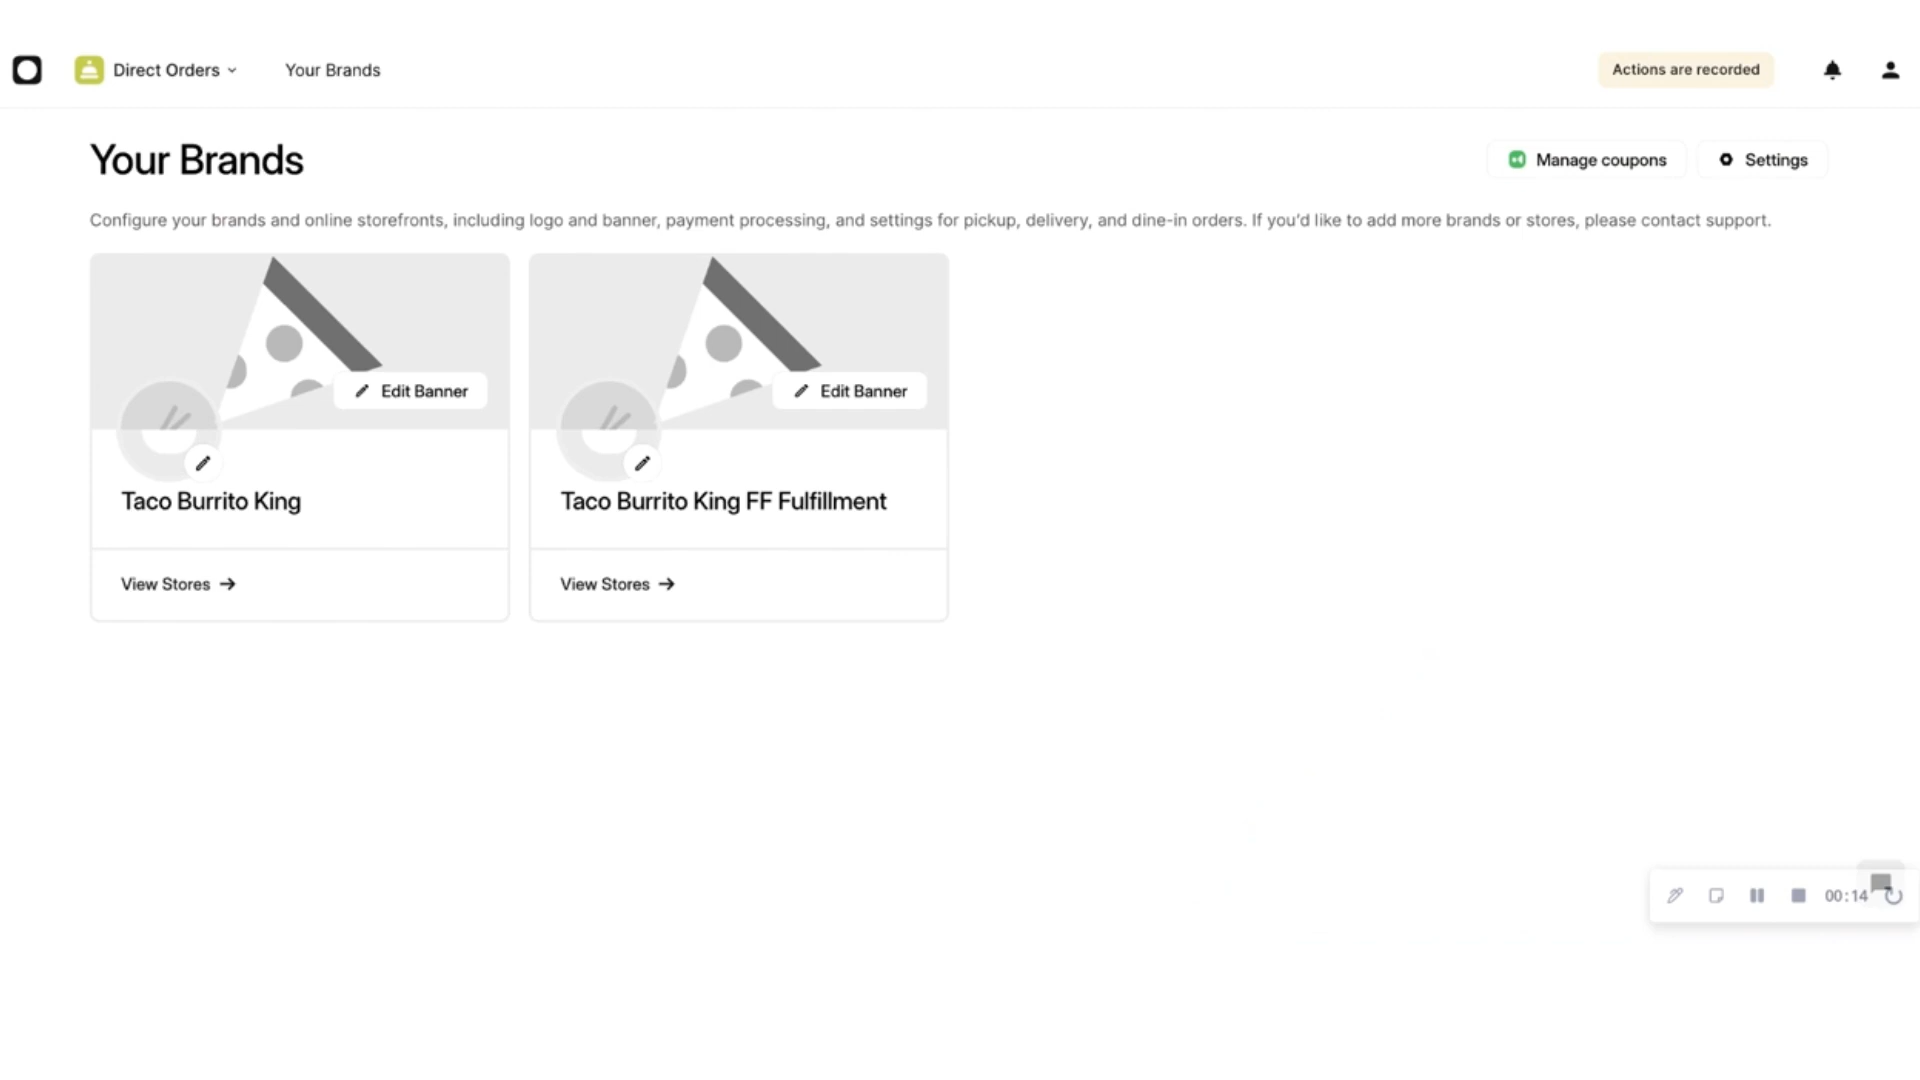 Direct Orders
Your Brands
Actions are recorded
Your Brands
Manage coupons
Settings
Configure your brands and online storefronts, including logo and banner, payment processing, and settings for pickup, delivery, and dine-in orders. If you'd like to add more brands or stores, please contact support.
Edit Banner
Edit Banner
Taco Burrito King
Taco Burrito King FF Fulfillment
View Stores
View Stores
00:14